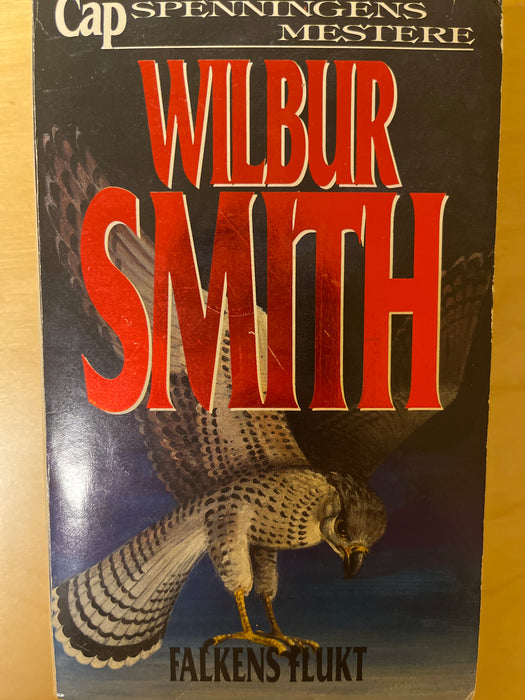 Cap SPENNINGENS
MESTERE
WILBUR
SMITH
FALKENS FLUKT